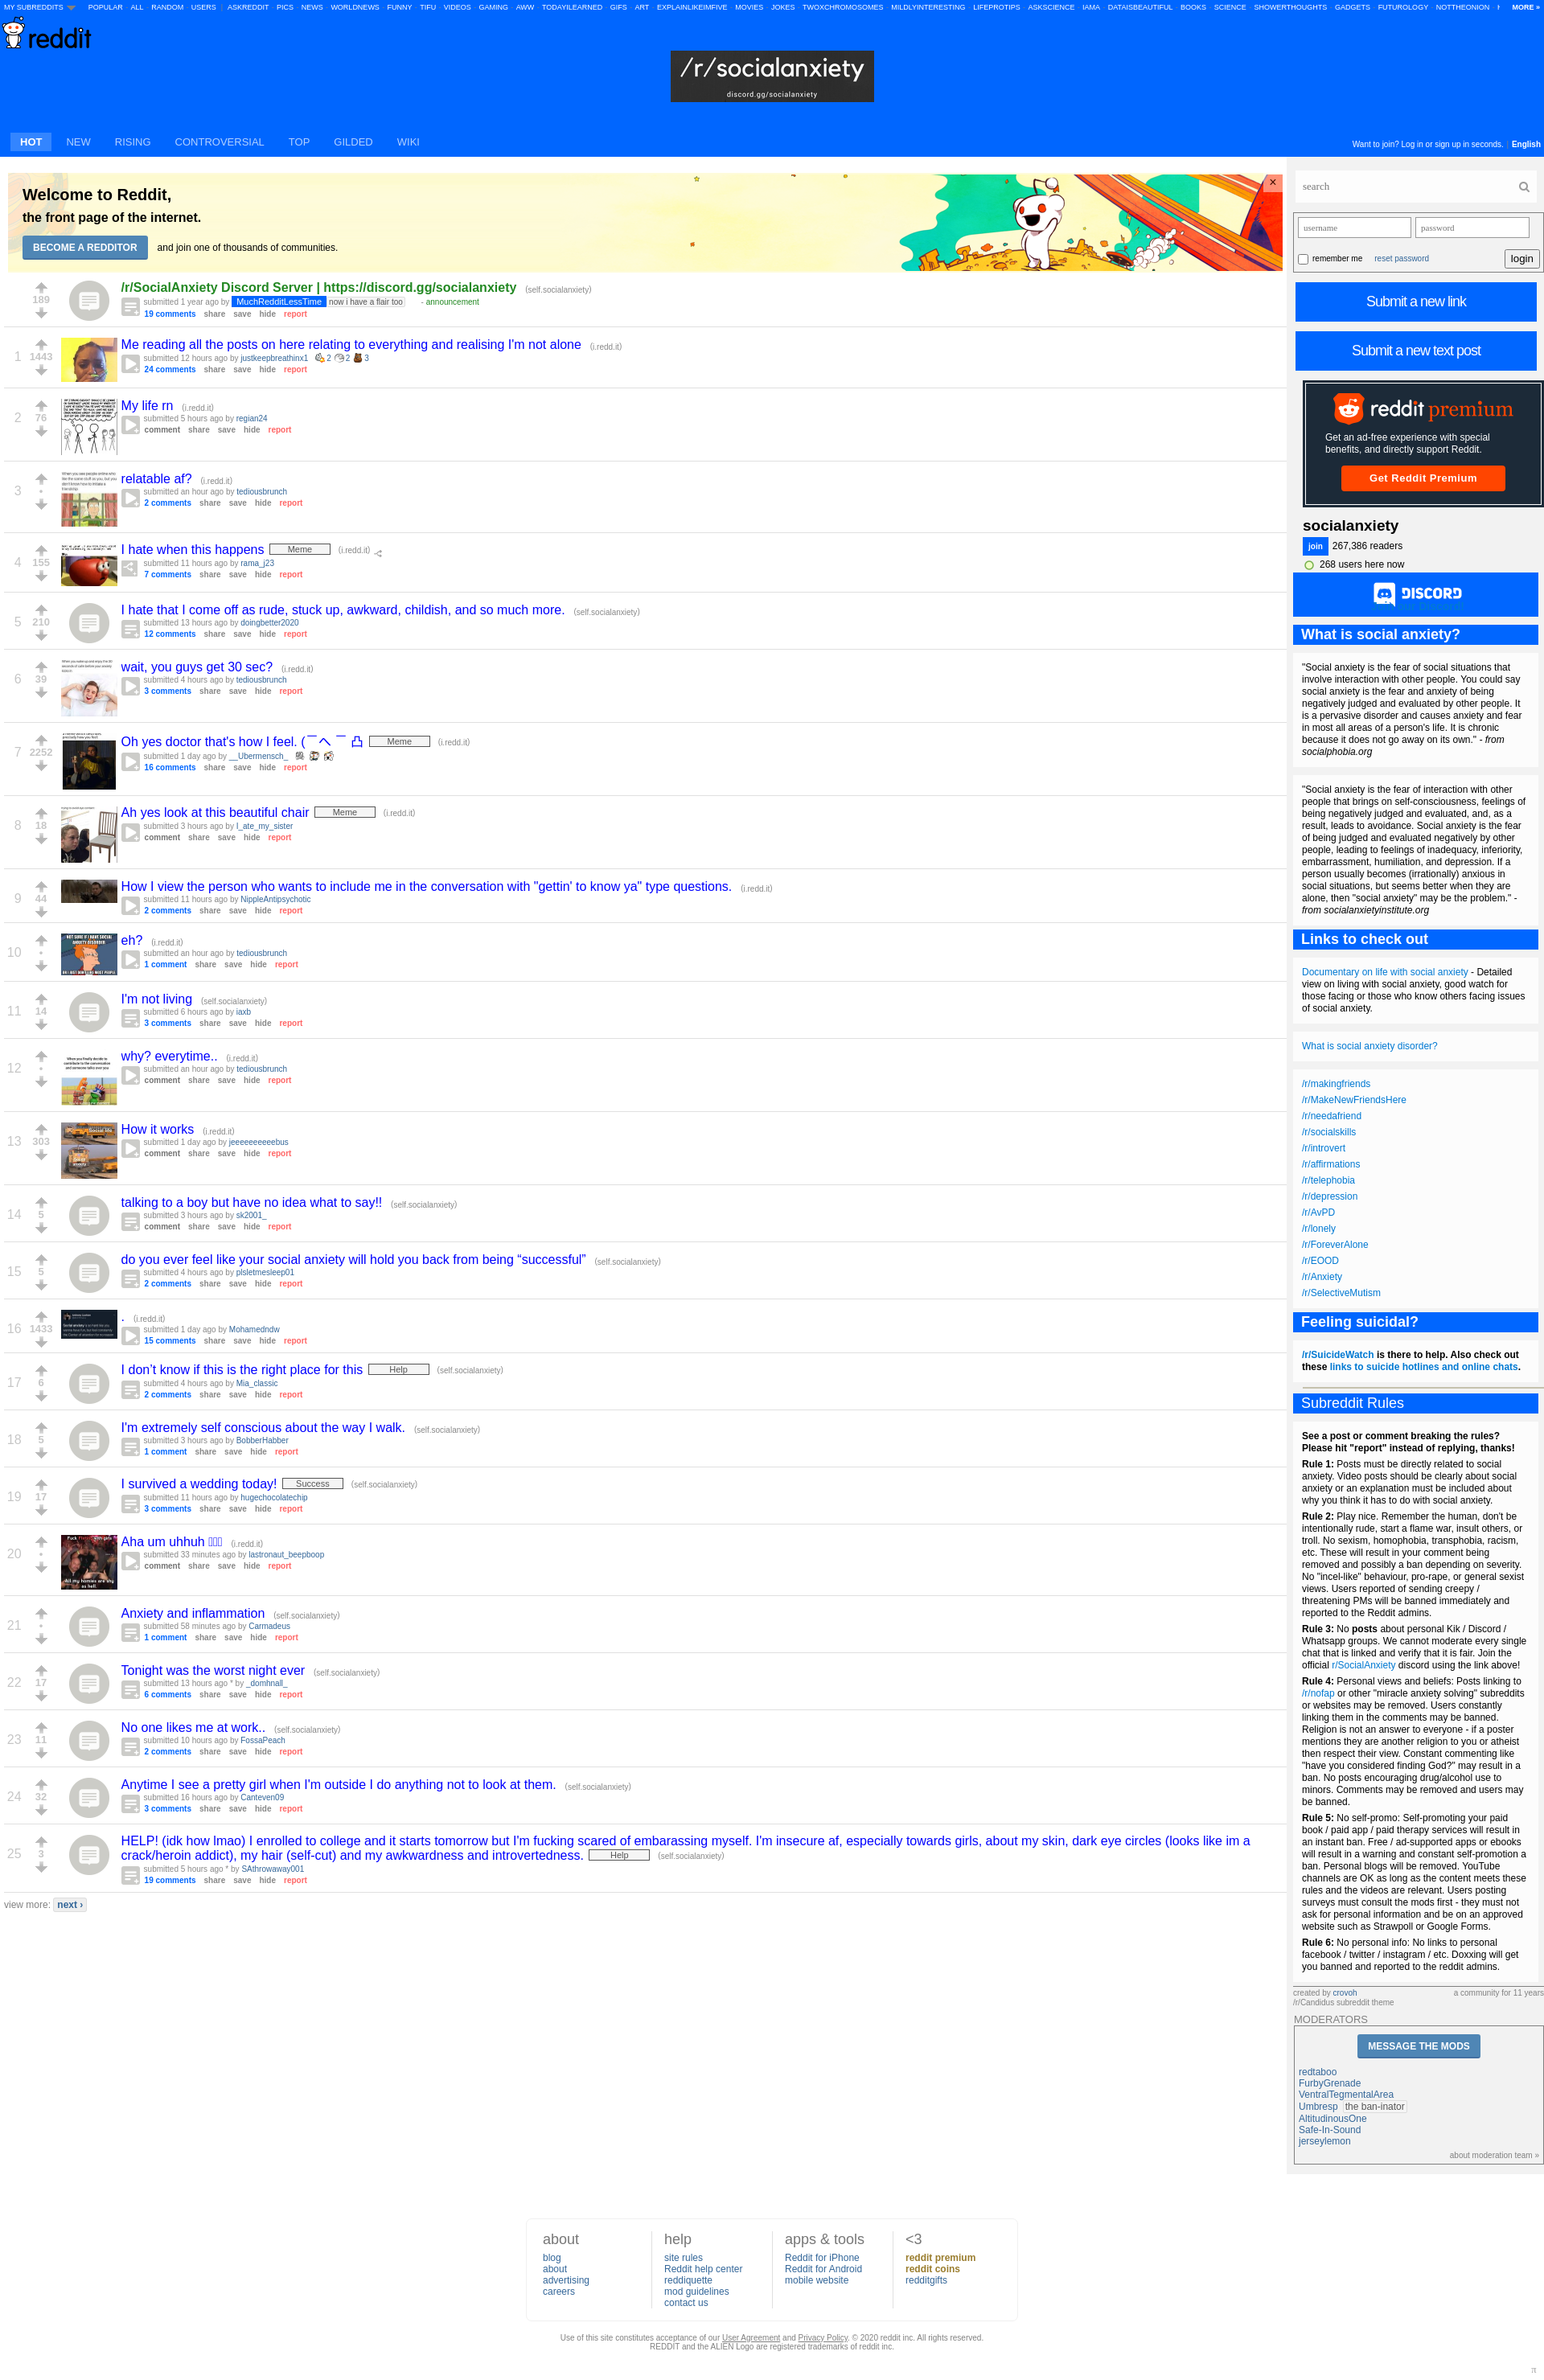 MY SUBREDDITS POPULAR - ALL - RANDOM - USERS | ASKREDDIT - PICS - NEWS - WORLDNEWS - FUNNY - TIFU - VIDEOS - GAMING - AWW - TODAYILEARNED - GIFS - ART - EXPLAINLIKEIMFIVE - MOVIES - JOKES - TWOXCHROMOSOMES - MILDLYINTERESTING - LIFEPROTIPS - ASKSCIENCE - IAMA - DATAISBEAUTIFUL - BOOKS - SCIENCE - SHOWERTHOUGHTS - GADGETS - FUTUROLOGY - NOTTHEONION MORE »
reddit
/r/socialanxiety
discord.gg/socialanxiety
HOT NEW RISING CONTROVERSIAL TOP GILDED WIKI
Want to join? Log in or sign up in seconds. | English
Welcome to Reddit,
the front page of the internet.
BECOME A REDDITOR and join one of thousands of communities.
×
189
/r/SocialAnxiety Discord Server | https://discord.gg/socialanxiety (self.socialanxiety)
submitted 1 year ago by MuchRedditLessTime now i have a flair too - announcement
19 comments share save hide report
1 1443
Me reading all the posts on here relating to everything and realising I'm not alone (i.redd.it)
submitted 12 hours ago by justkeepbreathinx1 2 2 3
24 comments share save hide report
2 76
My life rn (i.redd.it)
submitted 5 hours ago by regian24
comment share save hide report
3 •
relatable af? (i.redd.it)
submitted an hour ago by tediousbrunch
2 comments share save hide report
4 155
I hate when this happens Meme (i.redd.it)
submitted 11 hours ago by rama_j23
7 comments share save hide report
5 210
I hate that I come off as rude, stuck up, awkward, childish, and so much more. (self.socialanxiety)
submitted 13 hours ago by doingbetter2020
12 comments share save hide report
6 39
wait, you guys get 30 sec? (i.redd.it)
submitted 4 hours ago by tediousbrunch
3 comments share save hide report
7 2252
Oh yes doctor that's how I feel. (￣ヘ￣ 凸 Meme (i.redd.it)
submitted 1 day ago by __Ubermensch_
16 comments share save hide report
8 18
Ah yes look at this beautiful chair Meme (i.redd.it)
submitted 3 hours ago by I_ate_my_sister
comment share save hide report
9 44
How I view the person who wants to include me in the conversation with "gettin' to know ya" type questions. (i.redd.it)
submitted 11 hours ago by NippleAntipsychotic
2 comments share save hide report
10 •
eh? (i.redd.it)
submitted an hour ago by tediousbrunch
1 comment share save hide report
11 14
I'm not living (self.socialanxiety)
submitted 6 hours ago by iaxb
3 comments share save hide report
12 •
why? everytime.. (i.redd.it)
submitted an hour ago by tediousbrunch
comment share save hide report
13 303
How it works (i.redd.it)
submitted 1 day ago by jeeeeeeeeeebus
comment share save hide report
14 5
talking to a boy but have no idea what to say!! (self.socialanxiety)
submitted 3 hours ago by sk2001_
comment share save hide report
15 5
do you ever feel like your social anxiety will hold you back from being “successful” (self.socialanxiety)
submitted 4 hours ago by plsletmesleep01
2 comments share save hide report
16 1433
. (i.redd.it)
submitted 1 day ago by Mohamedndw
15 comments share save hide report
17 6
I don’t know if this is the right place for this Help (self.socialanxiety)
submitted 4 hours ago by Mia_classic
2 comments share save hide report
18 5
I'm extremely self conscious about the way I walk. (self.socialanxiety)
submitted 3 hours ago by BobberHabber
1 comment share save hide report
19 17
I survived a wedding today! Success (self.socialanxiety)
submitted 11 hours ago by hugechocolatechip
3 comments share save hide report
20 •
Aha um uhhuh (i.redd.it)
submitted 33 minutes ago by lastronaut_beepboop
comment share save hide report
21 •
Anxiety and inflammation (self.socialanxiety)
submitted 58 minutes ago by Carmadeus
1 comment share save hide report
22 17
Tonight was the worst night ever (self.socialanxiety)
submitted 13 hours ago * by _domhnall_
6 comments share save hide report
23 11
No one likes me at work.. (self.socialanxiety)
submitted 10 hours ago by FossaPeach
2 comments share save hide report
24 32
Anytime I see a pretty girl when I'm outside I do anything not to look at them. (self.socialanxiety)
submitted 16 hours ago by Canteven09
3 comments share save hide report
25 3
HELP! (idk how lmao) I enrolled to college and it starts tomorrow but I'm fucking scared of embarassing myself. I'm insecure af, especially towards girls, about my skin, dark eye circles (looks like im a
crack/heroin addict), my hair (self-cut) and my awkwardness and introvertedness. Help (self.socialanxiety)
submitted 5 hours ago * by SAthrowaway001
19 comments share save hide report
view more: next ›
search
username password
remember me reset password login
Submit a new link
Submit a new text post
reddit premium
Get an ad-free experience with special
benefits, and directly support Reddit.
Get Reddit Premium
socialanxiety
join 267,386 readers
268 users here now
DISCORD
What is social anxiety?
"Social anxiety is the fear of social situations that
involve interaction with other people. You could say
social anxiety is the fear and anxiety of being
negatively judged and evaluated by other people. It
is a pervasive disorder and causes anxiety and fear
in most all areas of a person's life. It is chronic
because it does not go away on its own." - from
socialphobia.org
"Social anxiety is the fear of interaction with other
people that brings on self-consciousness, feelings of
being negatively judged and evaluated, and, as a
result, leads to avoidance. Social anxiety is the fear
of being judged and evaluated negatively by other
people, leading to feelings of inadequacy, inferiority,
embarrassment, humiliation, and depression. If a
person usually becomes (irrationally) anxious in
social situations, but seems better when they are
alone, then "social anxiety" may be the problem." -
from socialanxietyinstitute.org
Links to check out
Documentary on life with social anxiety - Detailed
view on living with social anxiety, good watch for
those facing or those who know others facing issues
of social anxiety.
What is social anxiety disorder?
/r/makingfriends
/r/MakeNewFriendsHere
/r/needafriend
/r/socialskills
/r/introvert
/r/affirmations
/r/telephobia
/r/depression
/r/AvPD
/r/lonely
/r/ForeverAlone
/r/EOOD
/r/Anxiety
/r/SelectiveMutism
Feeling suicidal?
/r/SuicideWatch is there to help. Also check out
these links to suicide hotlines and online chats.
Subreddit Rules
See a post or comment breaking the rules?
Please hit "report" instead of replying, thanks!
Rule 1: Posts must be directly related to social
anxiety. Video posts should be clearly about social
anxiety or an explanation must be included about
why you think it has to do with social anxiety.
Rule 2: Play nice. Remember the human, don't be
intentionally rude, start a flame war, insult others, or
troll. No sexism, homophobia, transphobia, racism,
etc. These will result in your comment being
removed and possibly a ban depending on severity.
No "incel-like" behaviour, pro-rape, or general sexist
views. Users reported of sending creepy /
threatening PMs will be banned immediately and
reported to the Reddit admins.
Rule 3: No posts about personal Kik / Discord /
Whatsapp groups. We cannot moderate every single
chat that is linked and verify that it is fair. Join the
official r/SocialAnxiety discord using the link above!
Rule 4: Personal views and beliefs: Posts linking to
/r/nofap or other "miracle anxiety solving" subreddits
or websites may be removed. Users constantly
linking them in the comments may be banned.
Religion is not an answer to everyone - if a poster
mentions they are another religion to you or atheist
then respect their view. Constant commenting like
"have you considered finding God?" may result in a
ban. No posts encouraging drug/alcohol use to
minors. Comments may be removed and users may
be banned.
Rule 5: No self-promo: Self-promoting your paid
book / paid app / paid therapy services will result in
an instant ban. Free / ad-supported apps or ebooks
will result in a warning and constant self-promotion a
ban. Personal blogs will be removed. YouTube
channels are OK as long as the content meets these
rules and the videos are relevant. Users posting
surveys must consult the mods first - they must not
ask for personal information and be on an approved
website such as Strawpoll or Google Forms.
Rule 6: No personal info: No links to personal
facebook / twitter / instagram / etc. Doxxing will get
you banned and reported to the reddit admins.
created by crovoh a community for 11 years
/r/Candidus subreddit theme
MODERATORS
MESSAGE THE MODS
redtaboo
FurbyGrenade
VentralTegmentalArea
Umbresp the ban-inator
AltitudinousOne
Safe-In-Sound
jerseylemon
about moderation team »
about
blog
about
advertising
careers
help
site rules
Reddit help center
reddiquette
mod guidelines
contact us
apps & tools
Reddit for iPhone
Reddit for Android
mobile website
<3
reddit premium
reddit coins
redditgifts
Use of this site constitutes acceptance of our User Agreement and Privacy Policy. © 2020 reddit inc. All rights reserved.
REDDIT and the ALIEN Logo are registered trademarks of reddit inc.
π